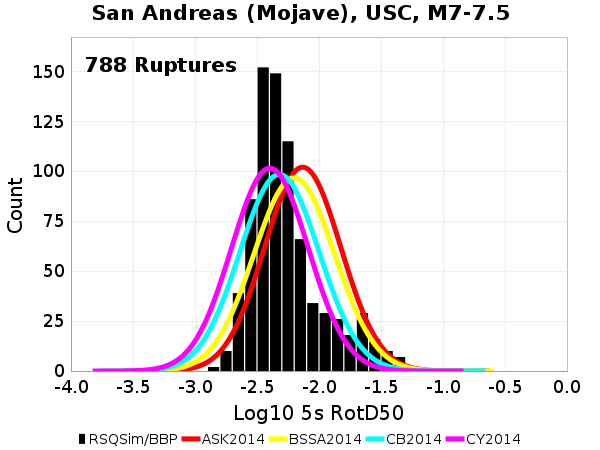 San Andreas (Mojave), USC, M7-7.5
788 Ruptures
Count
150
125
100
75
50
25
0
-4.0 -3.5 -3.0 -2.5 -2.0 -1.5 -1.0 -0.5 0.0
Log10 5s RotD50
RSQSim/BBP ASK2014 BSSA2014 CB2014 CY2014